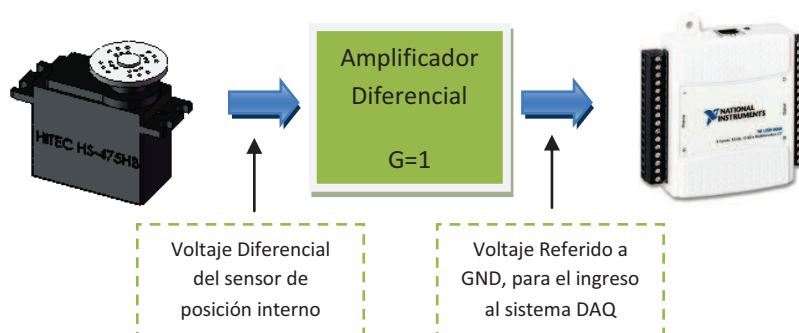 Amplificador
Diferencial
G=1
HITEC HS-475HB
NATIONAL
INSTRUMENTS
Voltaje Diferencial
del sensor de
posición interno
Voltaje Referido a
GND, para el ingreso
al sistema DAQ